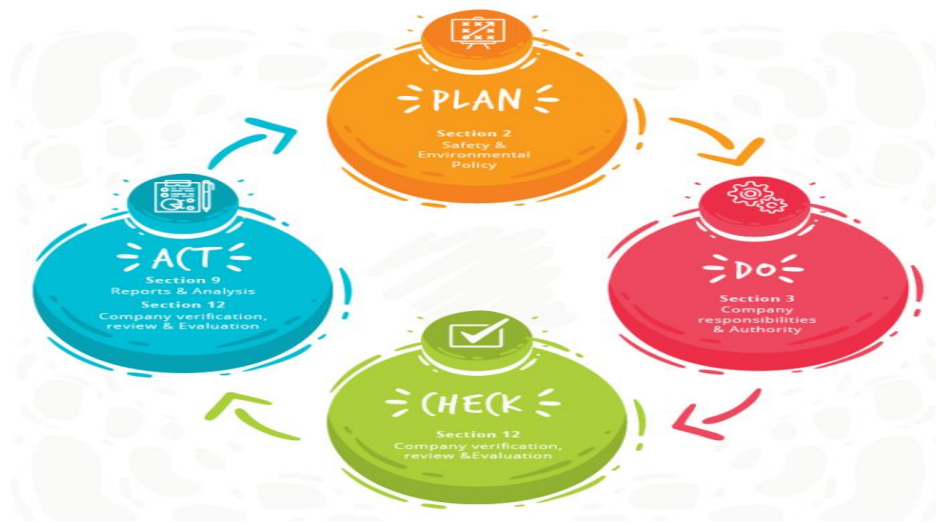 PLAN
Section 2
Safety &
Environmental
Policy
DO
Section 3
Company
responsibilities
& Authority
CHECK
Section 12
Company verification,
review &Evaluation
ACT
Section 9
Reports & Analysis
Section 12
Company verification,
review & Evaluation